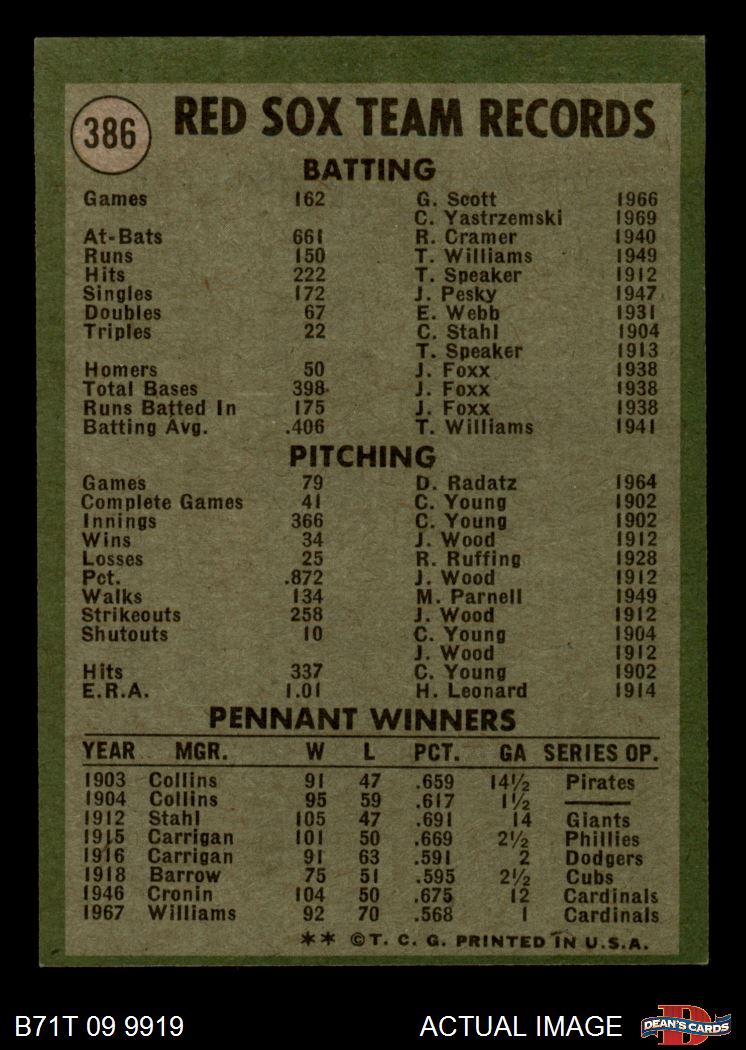 386 RED SOX TEAM RECORDS
BATTING
Games 162 G. Scott 1966
C. Yastrzemski 1969
At-Bats 661 R. Cramer 1940
Runs 150 T. Williams 1949
Hits 222 T. Speaker 1912
Singles 172 J. Pesky 1947
Doubles 67 E. Webb 1931
Triples 22 C. Stahl 1904
T. Speaker 1913
Homers 50 J. Foxx 1938
Total Bases 398 J. Foxx 1938
Runs Batted In 175 J. Foxx 1938
Batting Avg. .406 T. Williams 1941
PITCHING
Games 79 D. Radatz 1964
Complete Games 41 C. Young 1902
Innings 366 C. Young 1902
Wins 34 J. Wood 1912
Losses 25 R. Ruffing 1928
Pct. .872 J. Wood 1912
Walks 134 M. Parnell 1949
Strikeouts 258 J. Wood 1912
Shutouts 10 C. Young 1904
J. Wood 1912
Hits 337 C. Young 1902
E.R.A. 1.01 H. Leonard 1914
PENNANT WINNERS
YEAR MGR. W L PCT. GA SERIES OP.
1903 Collins 91 47 .659 14½ Pirates
1904 Collins 95 59 .617 1½ ———
1912 Stahl 105 47 .691 14 Giants
1915 Carrigan 101 50 .669 2½ Phillies
1916 Carrigan 91 63 .591 2 Dodgers
1918 Barrow 75 51 .595 2½ Cubs
1946 Cronin 104 50 .675 12 Cardinals
1967 Williams 92 70 .568 1 Cardinals
** ©T. C. G. PRINTED IN U.S.A.
B71T 09 9919 ACTUAL IMAGE DEAN'S CARDS